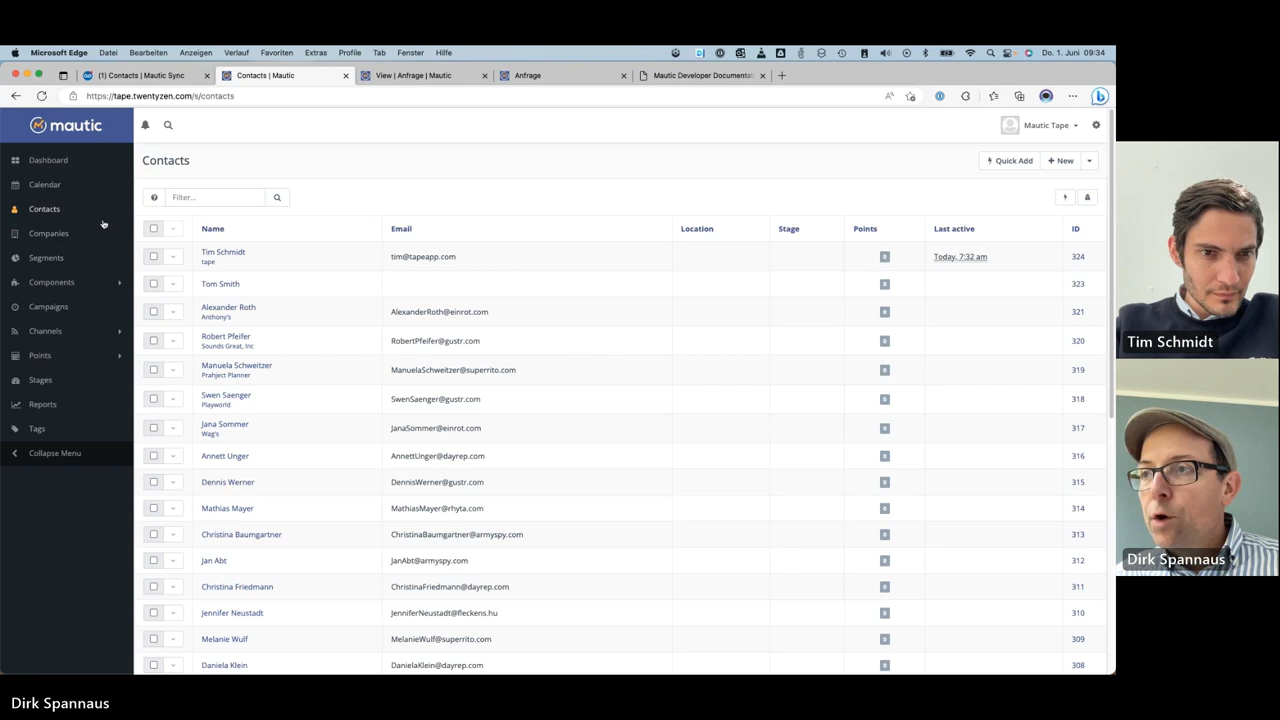 Microsoft Edge Datei Bearbeiten Anzeigen Verlauf Favoriten Extras Profile Tab Fenster Hilfe Do. 1. Juni 09:34
(1) Contacts | Mautic Sync Contacts | Mautic View | Anfrage | Mautic Anfrage Mautic Developer Documentat
https://tape.twentyzen.com/s/contacts
mautic
Mautic Tape
Dashboard
Calendar
Contacts
Companies
Segments
Components
Campaigns
Channels
Points
Stages
Reports
Tags
Collapse Menu
Contacts
Quick Add + New
Filter...
Name Email Location Stage Points Last active ID
Tim Schmidt tim@tapeapp.com 0 Today, 7:32 am 324
tape
Tom Smith 0 323
Alexander Roth AlexanderRoth@einrot.com 0 321
Anthony's
Robert Pfeifer RobertPfeifer@gustr.com 0 320
Sounds Great, Inc
Manuela Schweitzer ManuelaSchweitzer@superrito.com 0 319
Prahject Planner
Swen Saenger SwenSaenger@gustr.com 0 318
Playworld
Jana Sommer JanaSommer@einrot.com 0 317
Wag's
Annett Unger AnnettUnger@dayrep.com 0 316
Dennis Werner DennisWerner@gustr.com 0 315
Mathias Mayer MathiasMayer@rhyta.com 0 314
Christina Baumgartner ChristinaBaumgartner@armyspy.com 0 313
Jan Abt JanAbt@armyspy.com 0 312
Christina Friedmann ChristinaFriedmann@dayrep.com 0 311
Jennifer Neustadt JenniferNeustadt@fleckens.hu 0 310
Melanie Wulf MelanieWulf@superrito.com 0 309
Daniela Klein DanielaKlein@dayrep.com 0 308
Tim Schmidt
Dirk Spannaus
Dirk Spannaus